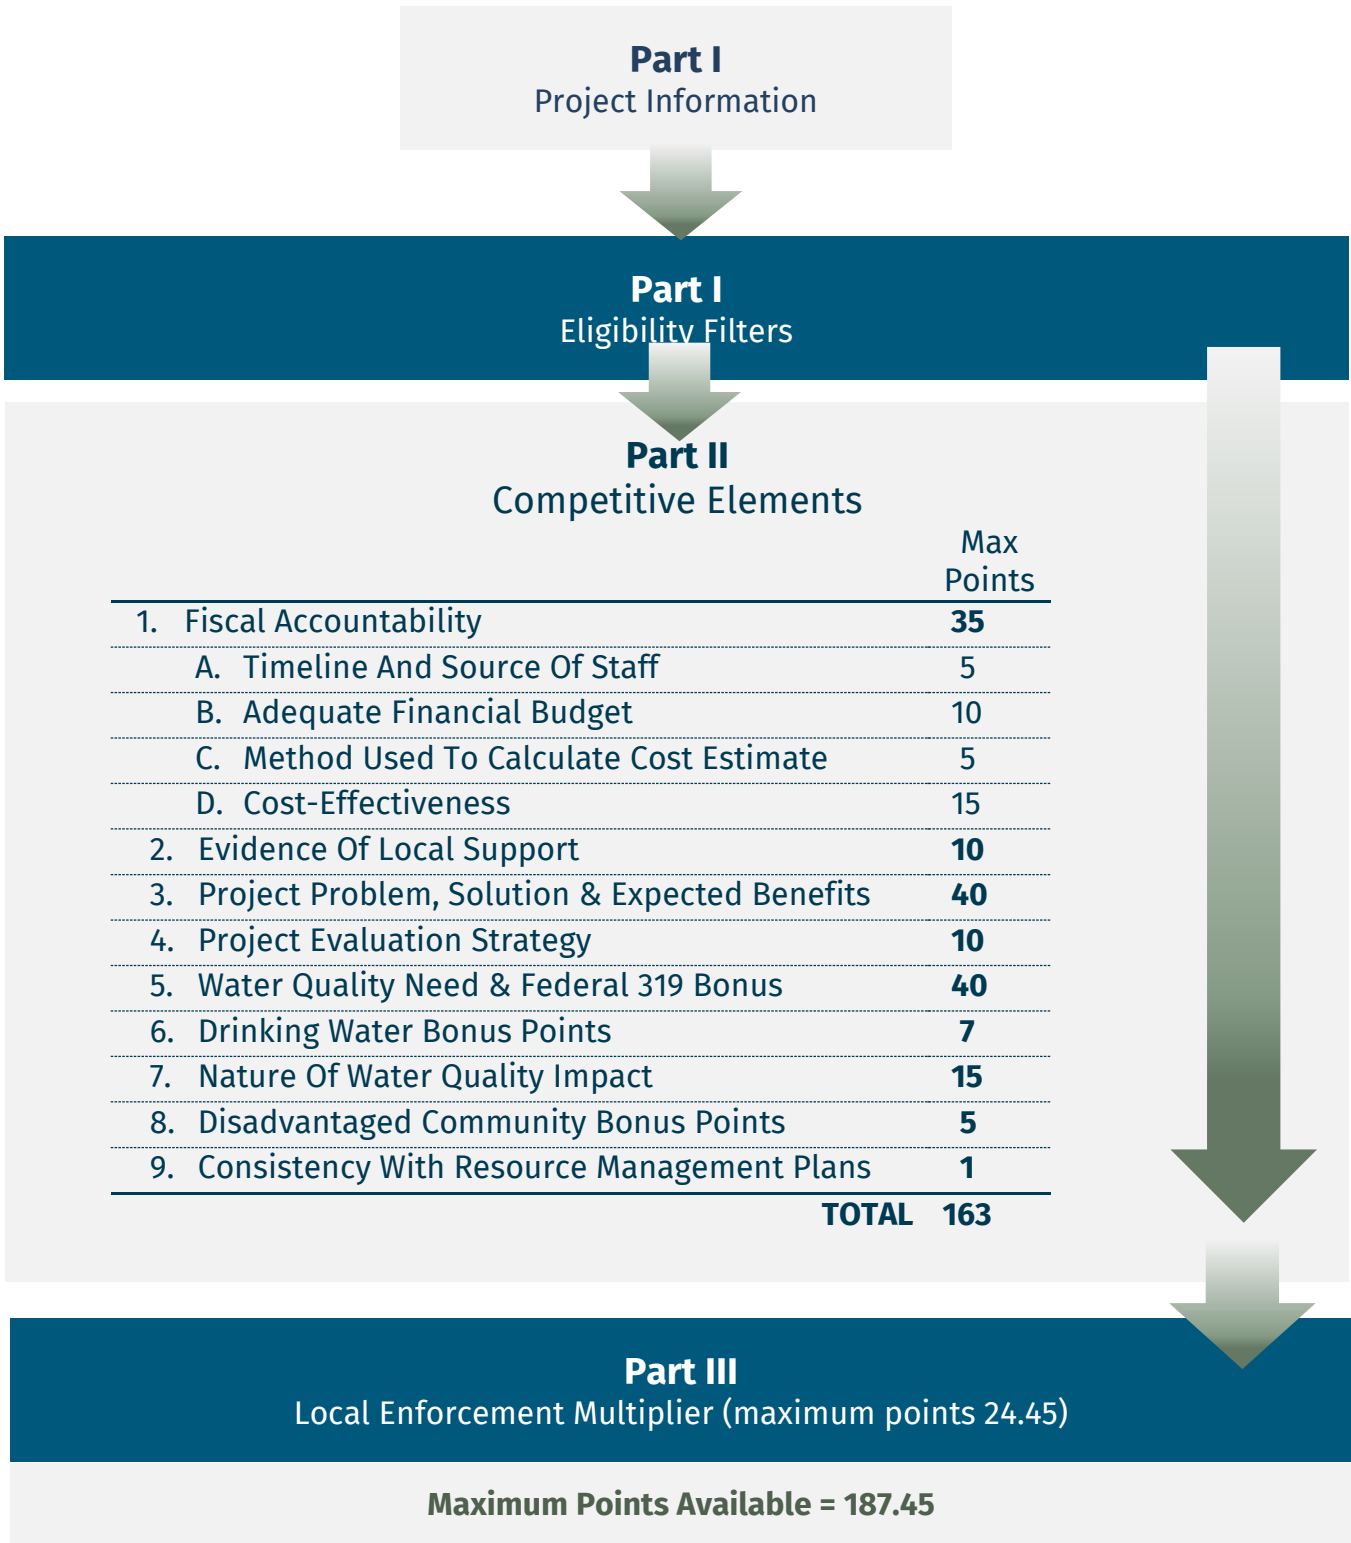 Part I
Project Information
Part I
Eligibility Filters
Part II
Competitive Elements
Max
Points
1. Fiscal Accountability 35
A. Timeline And Source Of Staff 5
B. Adequate Financial Budget 10
C. Method Used To Calculate Cost Estimate 5
D. Cost-Effectiveness 15
2. Evidence Of Local Support 10
3. Project Problem, Solution & Expected Benefits 40
4. Project Evaluation Strategy 10
5. Water Quality Need & Federal 319 Bonus 40
6. Drinking Water Bonus Points 7
7. Nature Of Water Quality Impact 15
8. Disadvantaged Community Bonus Points 5
9. Consistency With Resource Management Plans 1
TOTAL 163
Part III
Local Enforcement Multiplier (maximum points 24.45)
Maximum Points Available = 187.45